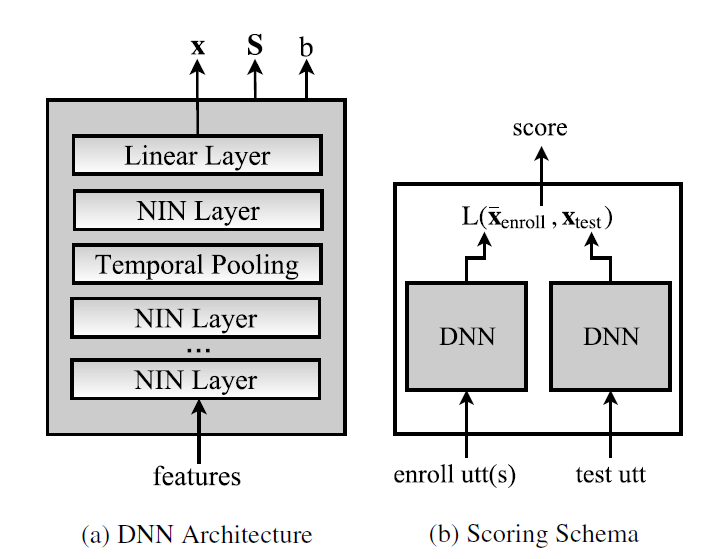 x S b
Linear Layer
NIN Layer
Temporal Pooling
NIN Layer
...
NIN Layer
features
(a) DNN Architecture
score
L(x̄enroll , xtest)
DNN DNN
enroll utt(s) test utt
(b) Scoring Schema